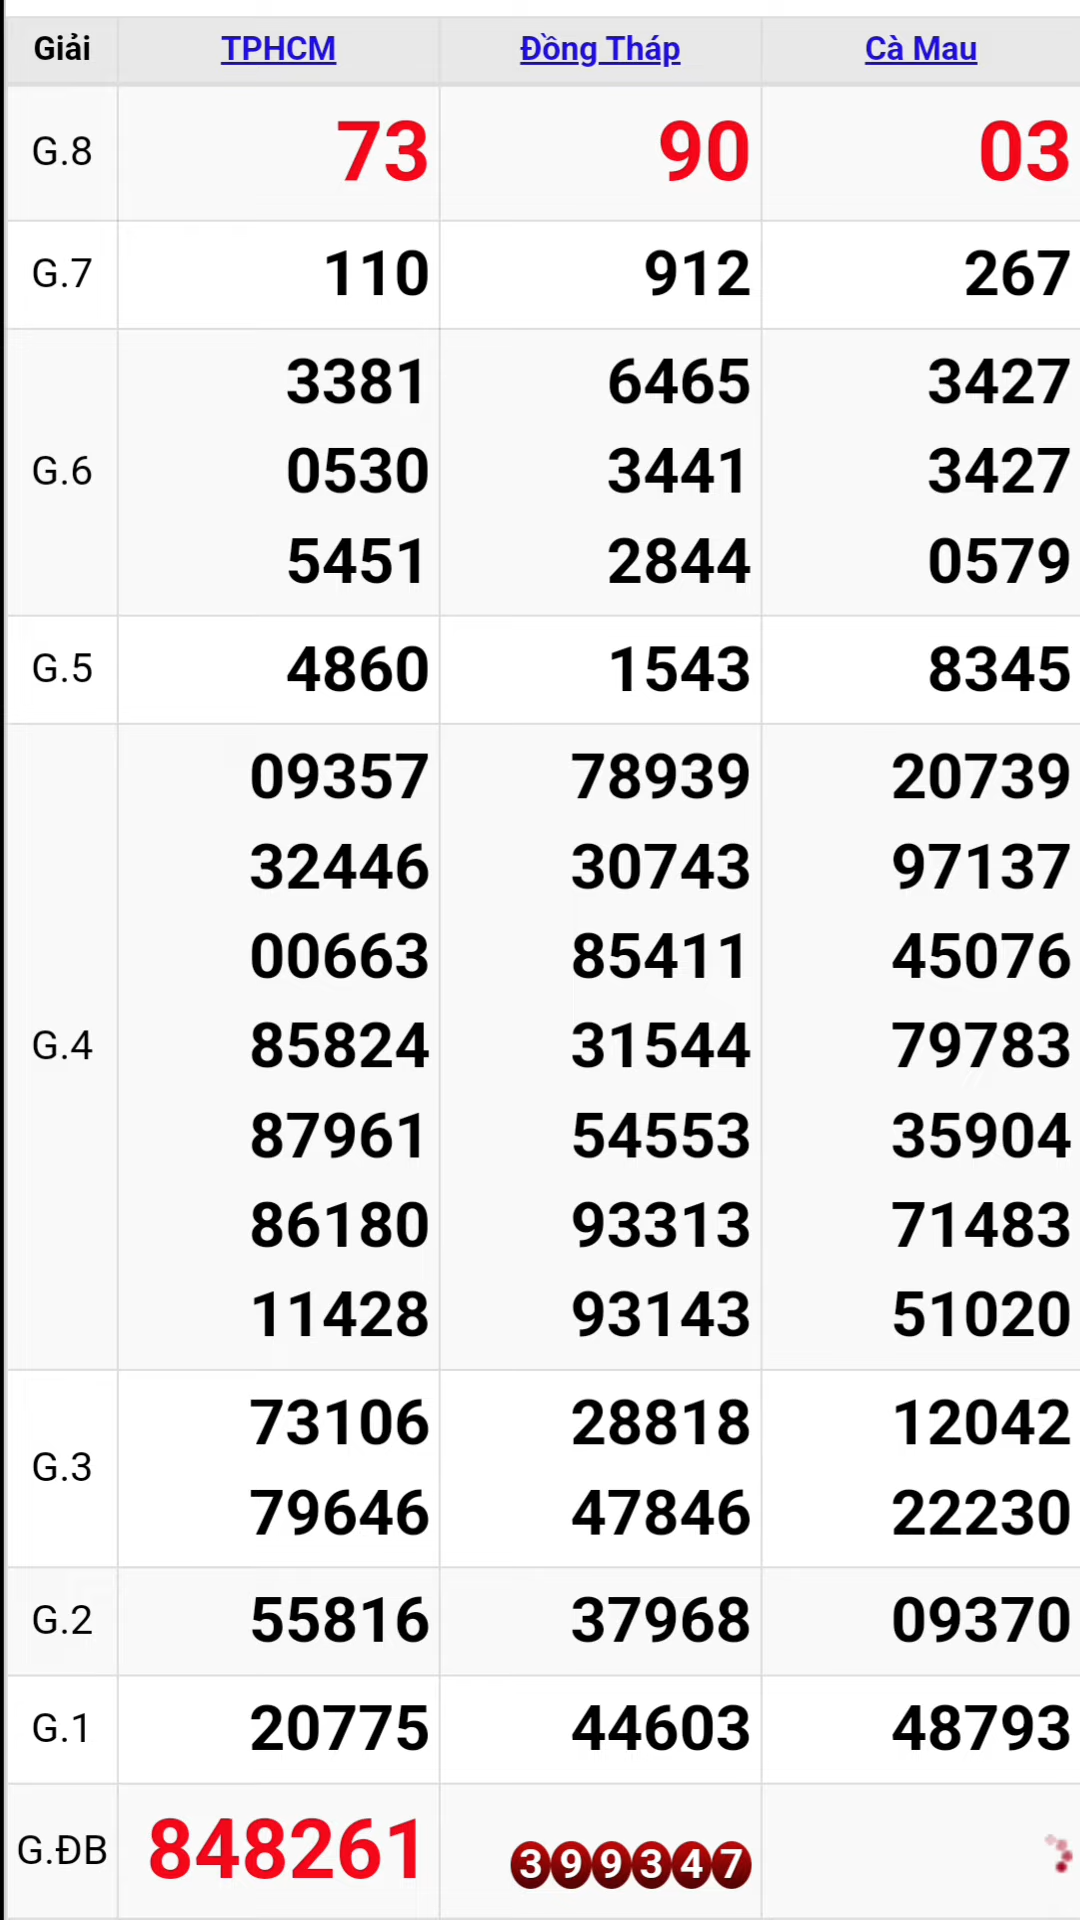 Giải TPHCM Đồng Tháp Cà Mau
G.8 73 90 03
G.7 110 912 267
G.6 3381 6465 3427
0530 3441 3427
5451 2844 0579
G.5 4860 1543 8345
G.4 09357 78939 20739
32446 30743 97137
00663 85411 45076
85824 31544 79783
87961 54553 35904
86180 93313 71483
11428 93143 51020
G.3 73106 28818 12042
79646 47846 22230
G.2 55816 37968 09370
G.1 20775 44603 48793
G.ĐB 848261 399347